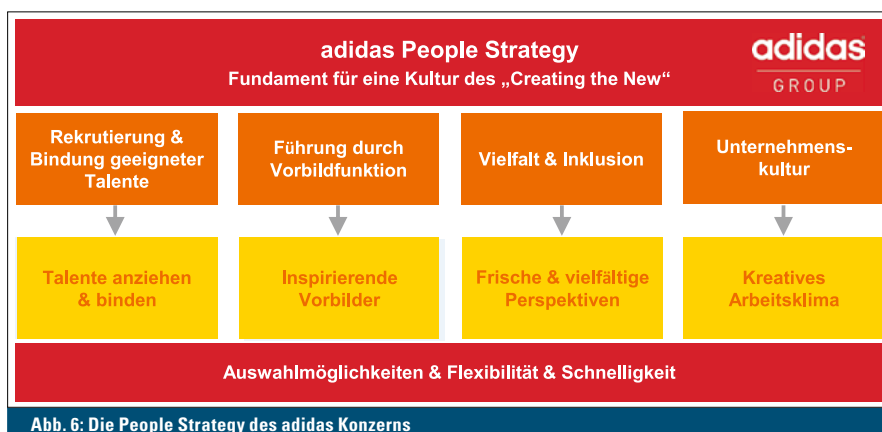 adidas People Strategy
Fundament für eine Kultur des „Creating the New“
adidas
GROUP
Rekrutierung &
Bindung geeigneter
Talente
Führung durch
Vorbildfunktion
Vielfalt & Inklusion
Unternehmens-
kultur
Talente anziehen
& binden
Inspirierende
Vorbilder
Frische & vielfältige
Perspektiven
Kreatives
Arbeitsklima
Auswahlmöglichkeiten & Flexibilität & Schnelligkeit
Abb. 6: Die People Strategy des adidas Konzerns